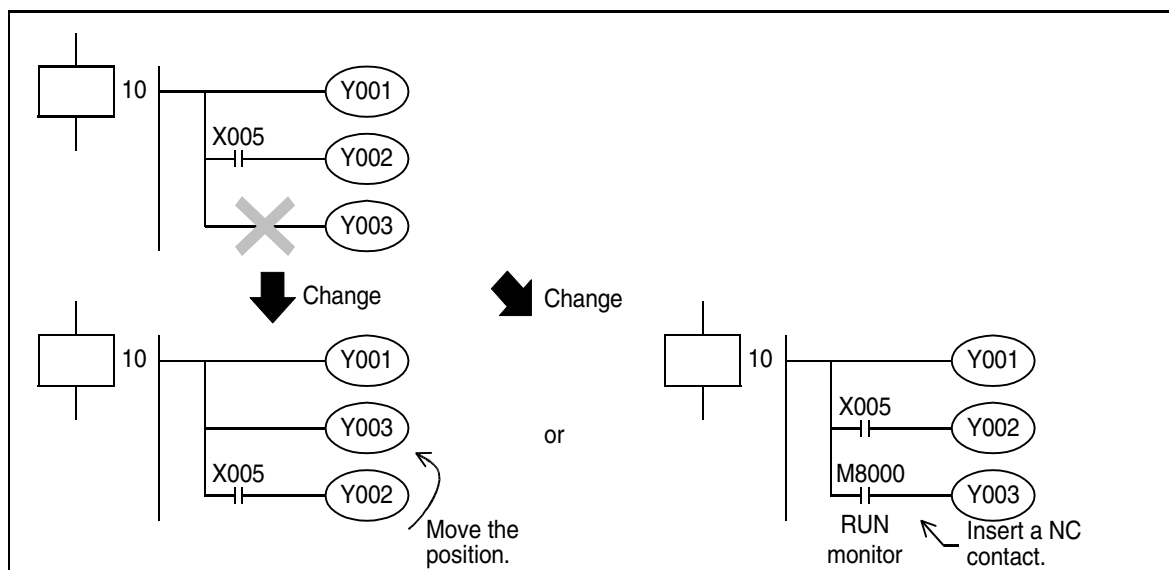 10
Y001
X005
Y002
Y003
Change
Change
10
Y001
Y003
X005
Y002
Move the
position.
or
10
Y001
X005
Y002
M8000
Y003
RUN
monitor
Insert a NC
contact.